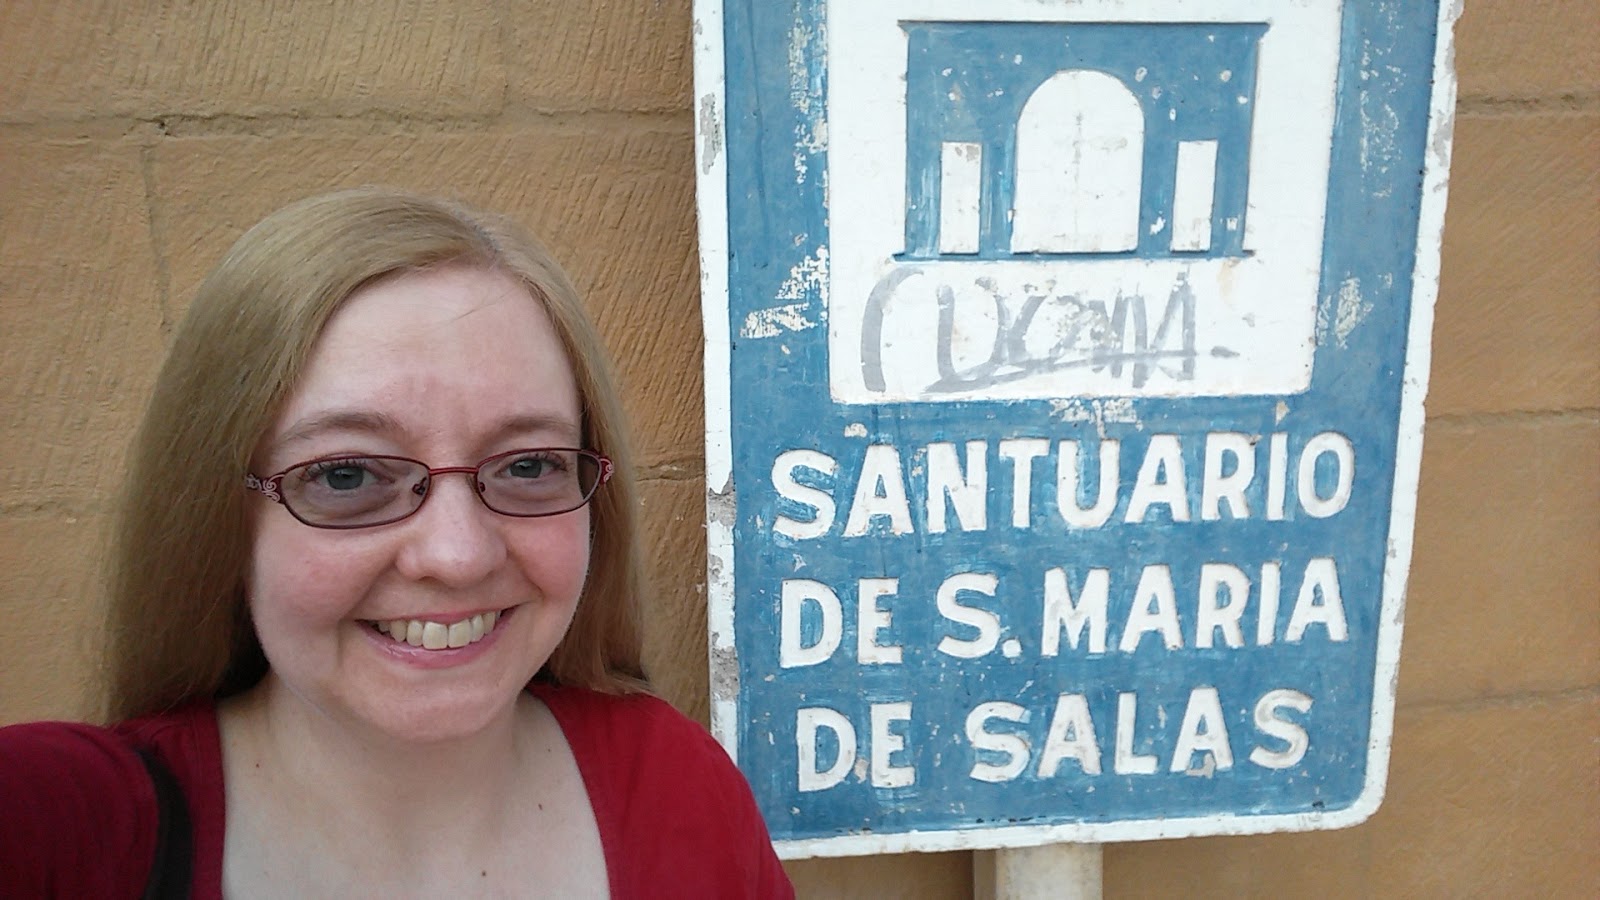 SANTUARIO
DE S. MARIA
DE SALAS